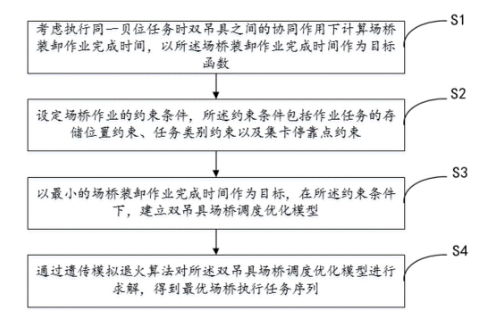 S1
考虑执行同一贝位任务时双吊具之间的协同作用下计算场桥
装卸作业完成时间，以所述场桥装卸作业完成时间作为目标
函数
S2
设定场桥作业的约束条件，所述约束条件包括作业任务的存
储位置约束、任务类别约束以及集卡停靠点约束
S3
以最小的场桥装卸作业完成时间作为目标，在所述约束条件
下，建立双吊具场桥调度优化模型
S4
通过遗传模拟退火算法对所述双吊具场桥调度优化模型进行
求解，得到最优场桥执行任务序列